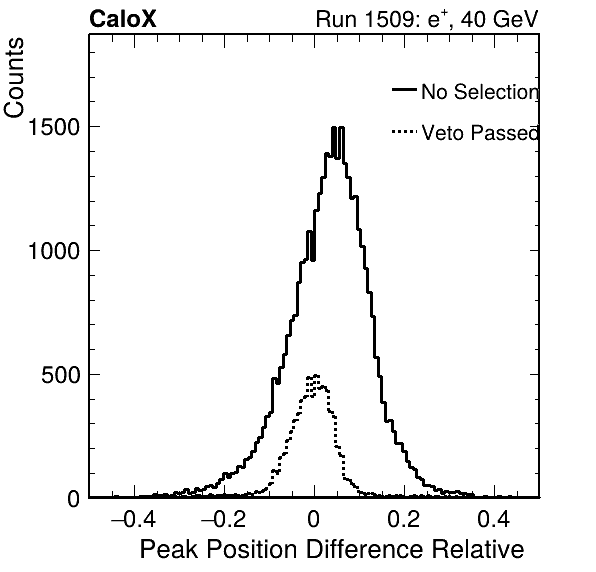 CaloX Run 1509: e⁺, 40 GeV
Counts
No Selection
Veto Passed
1500
1000
500
0
−0.4 −0.2 0 0.2 0.4
Peak Position Difference Relative